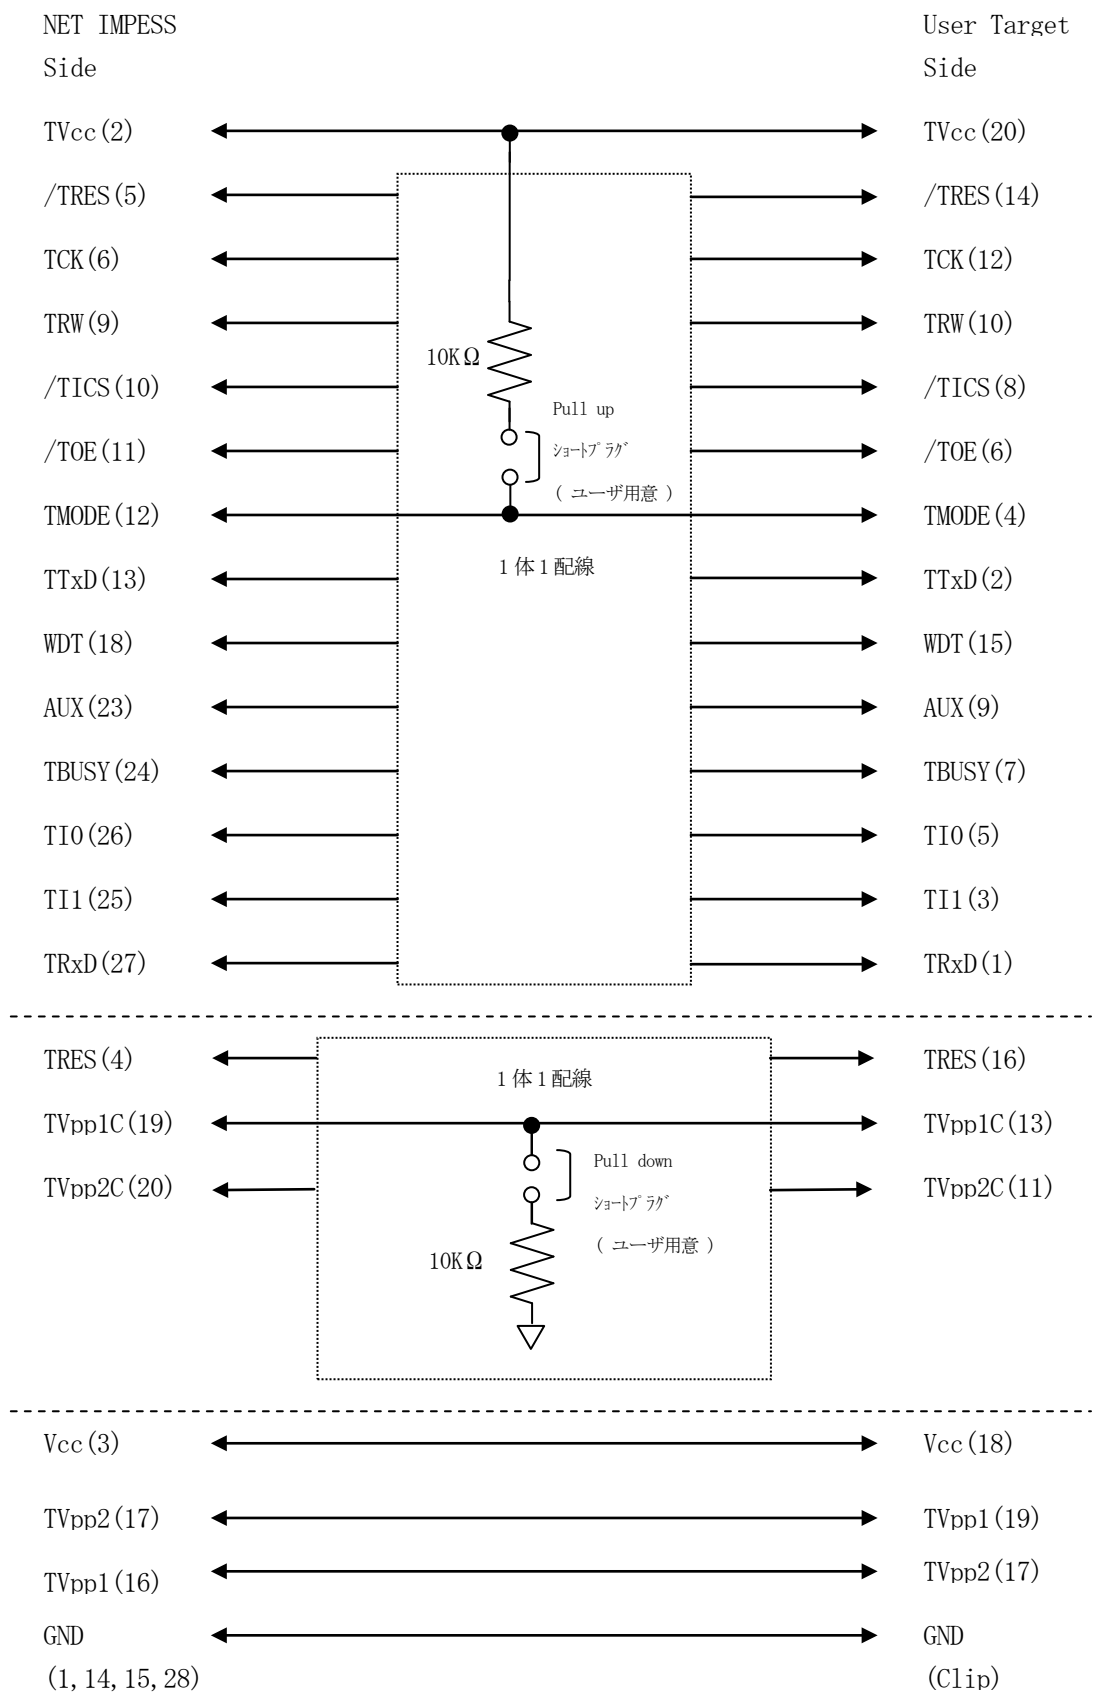 NET IMPESS User Target
Side Side
TVcc(2) TVcc(20)
/TRES(5) /TRES(14)
TCK(6) TCK(12)
TRW(9) TRW(10)
10KΩ
/TICS(10) /TICS(8)
Pull up
/TOE(11) ｼｮｰﾄﾌﾟﾗｸﾞ /TOE(6)
( ユーザ用意 )
TMODE(12) TMODE(4)
1体1配線
TTxD(13) TTxD(2)
WDT(18) WDT(15)
AUX(23) AUX(9)
TBUSY(24) TBUSY(7)
TI0(26) TI0(5)
TI1(25) TI1(3)
TRxD(27) TRxD(1)
TRES(4) TRES(16)
1体1配線
TVpp1C(19) TVpp1C(13)
Pull down
TVpp2C(20) TVpp2C(11)
ｼｮｰﾄﾌﾟﾗｸﾞ
( ユーザ用意 )
10KΩ
Vcc(3) Vcc(18)
TVpp2(17) TVpp1(19)
TVpp1(16) TVpp2(17)
GND GND
(1,14,15,28) (Clip)